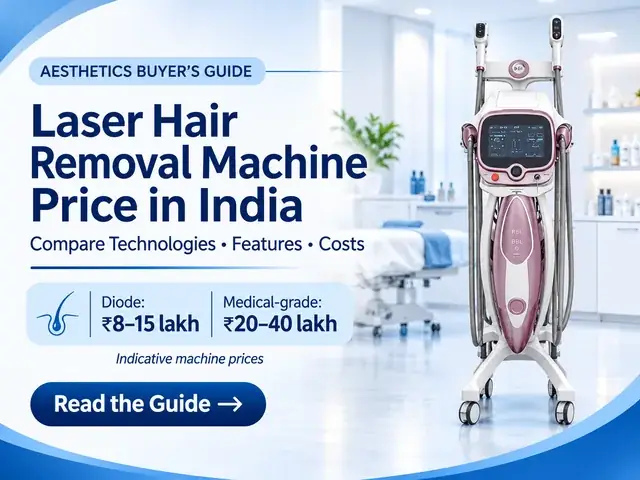 AESTHETICS BUYER'S GUIDE
Laser Hair
Removal Machine
Price in India
Compare Technologies • Features • Costs
Diode:
₹8–15 lakh
Medical-grade:
₹20–40 lakh
Indicative machine prices
Read the Guide →